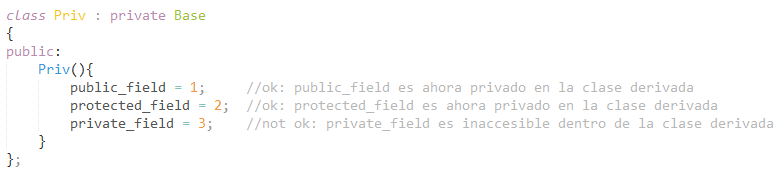 class Priv : private Base
{
public:
    Priv(){
        public_field = 1;     //ok: public_field es ahora privado en la clase derivada
        protected_field = 2;  //ok: protected_field es ahora privado en la clase derivada
        private_field = 3;    //not ok: private_field es inaccesible dentro de la clase derivada
    }
};